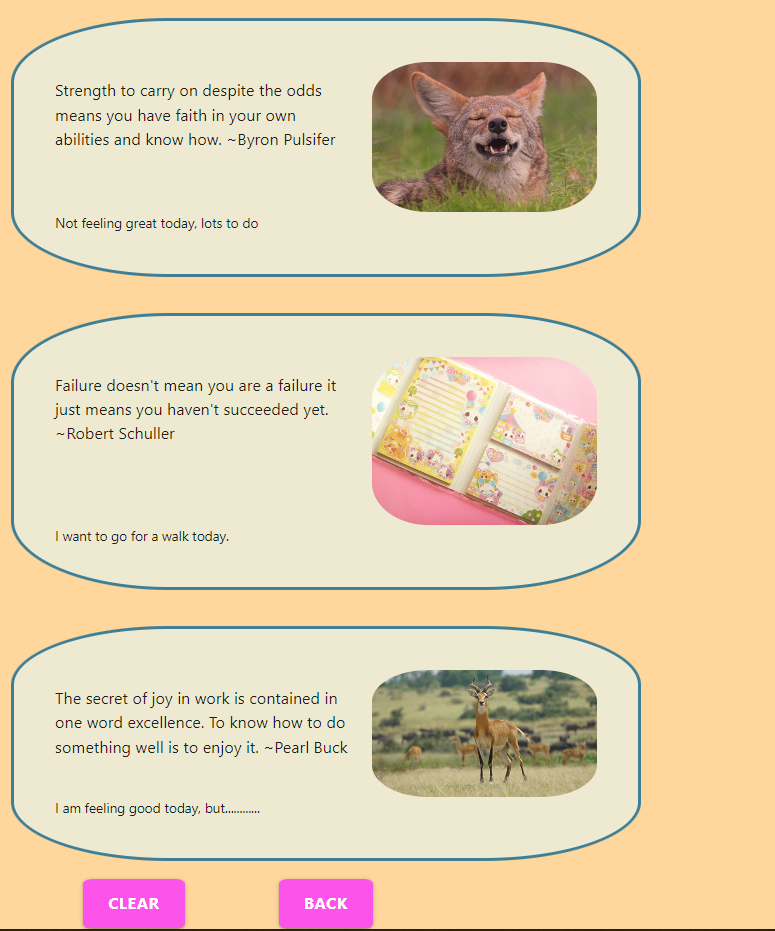 Strength to carry on despite the odds
means you have faith in your own
abilities and know how. ~Byron Pulsifer
Not feeling great today, lots to do
Failure doesn't mean you are a failure it
just means you haven't succeeded yet.
~Robert Schuller
I want to go for a walk today.
The secret of joy in work is contained in
one word excellence. To know how to do
something well is to enjoy it. ~Pearl Buck
I am feeling good today, but............
CLEAR
BACK